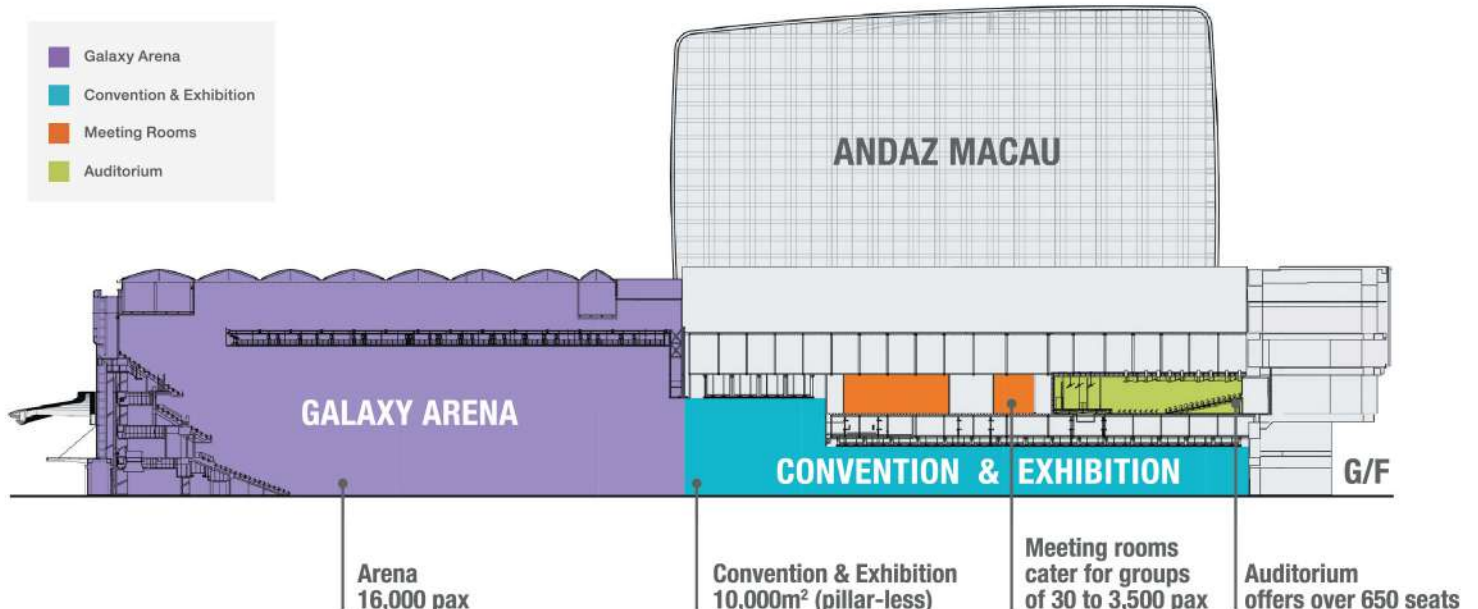 Galaxy Arena
Convention & Exhibition
Meeting Rooms
Auditorium
ANDAZ MACAU
GALAXY ARENA
CONVENTION & EXHIBITION
G/F
Arena
16,000 pax
Convention & Exhibition
10,000m² (pillar-less)
Meeting rooms
cater for groups
of 30 to 3,500 pax
Auditorium
offers over 650 seats